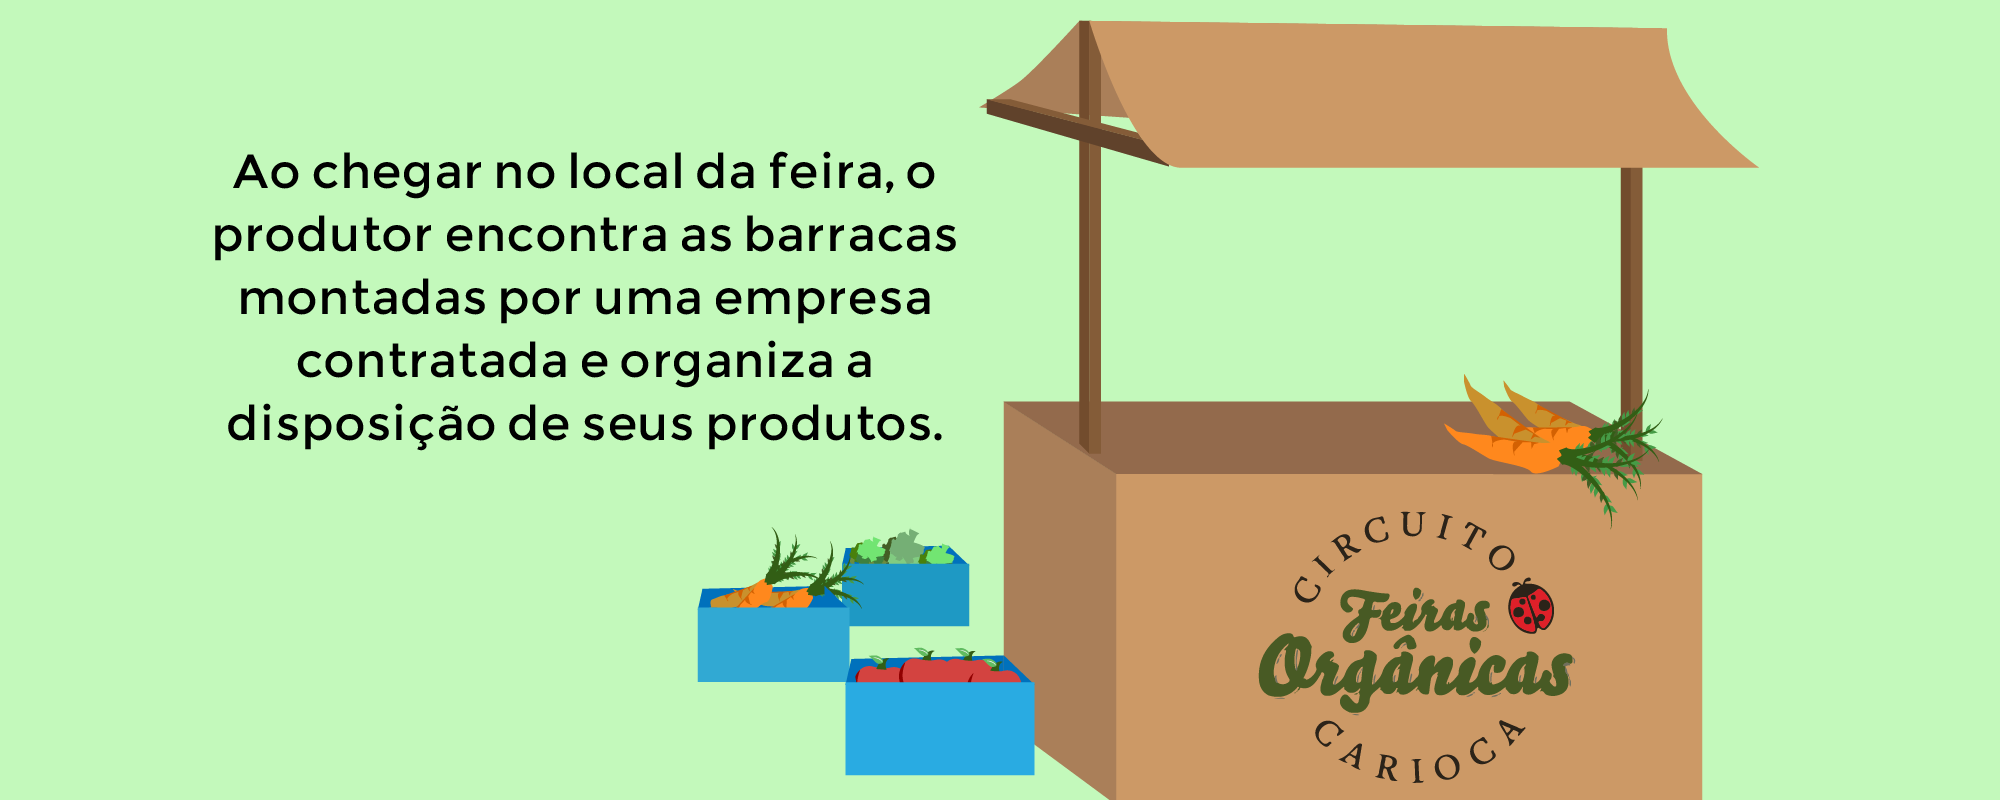 Ao chegar no local da feira, o
produtor encontra as barracas
montadas por uma empresa
contratada e organiza a
disposição de seus produtos.
CIRCUITO
Feiras
Orgânicas
CARIOCA